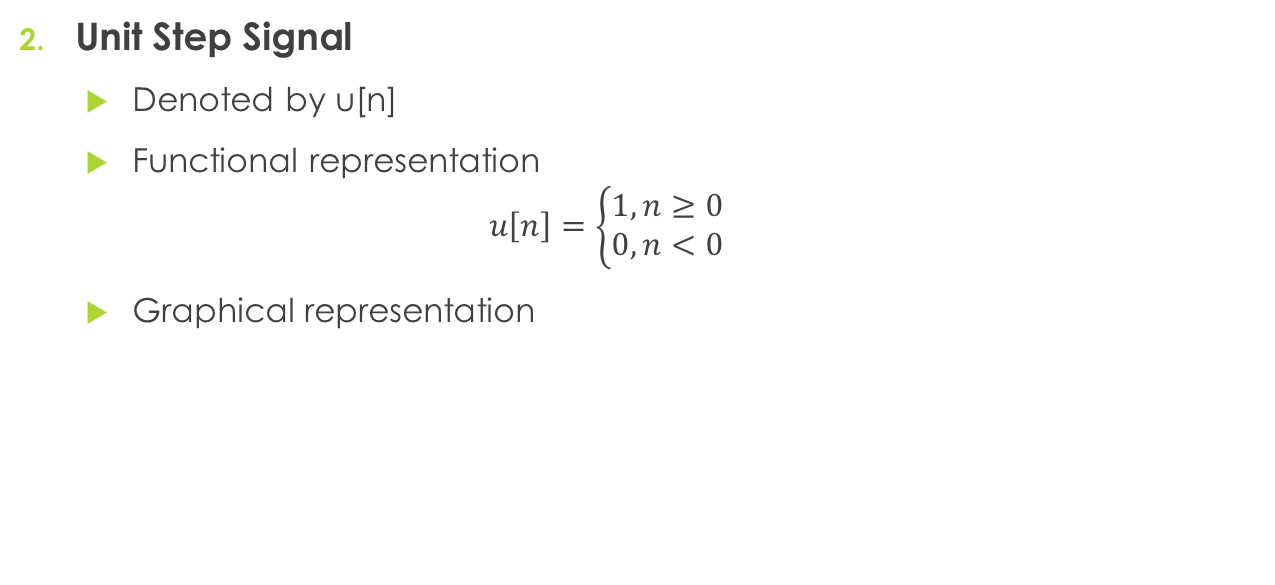 2. Unit Step Signal
▶ Denoted by u[n]
▶ Functional representation
u[n] = {1, n ≥ 0
0, n < 0
▶ Graphical representation